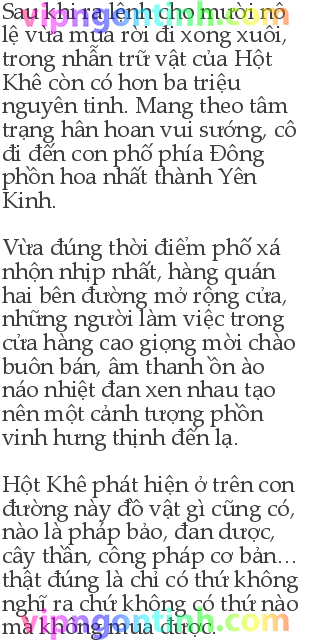 Sau khi ra lệnh cho mười nô
vipngontinh.com
lệ vừa mua rời đi xong xuôi,
trong nhẫn trữ vật của Hột
Khê còn có hơn ba triệu
nguyên tinh. Mang theo tâm
trạng hân hoan vui sướng, cô
đi đến con phố phía Đông
phồn hoa nhất thành Yên
Kinh.
Vừa đúng thời điểm phố xá
nhộn nhịp nhất, hàng quán
hai bên đường mở rộng cửa,
những người làm việc trong
cửa hàng cao giọng mời chào
buôn bán, âm thanh ồn ào
náo nhiệt đan xen nhau tạo
nên một cảnh tượng phồn
vinh hưng thịnh đến lạ.
Hột Khê phát hiện ở trên con
đường này đồ vật gì cũng có,
nào là pháp bảo, đan dược,
cây thần, công pháp cơ bản...
thật đúng là chỉ có thứ không
nghĩ ra chứ không có thứ nào
mà không mua được.
vipngontinh.com